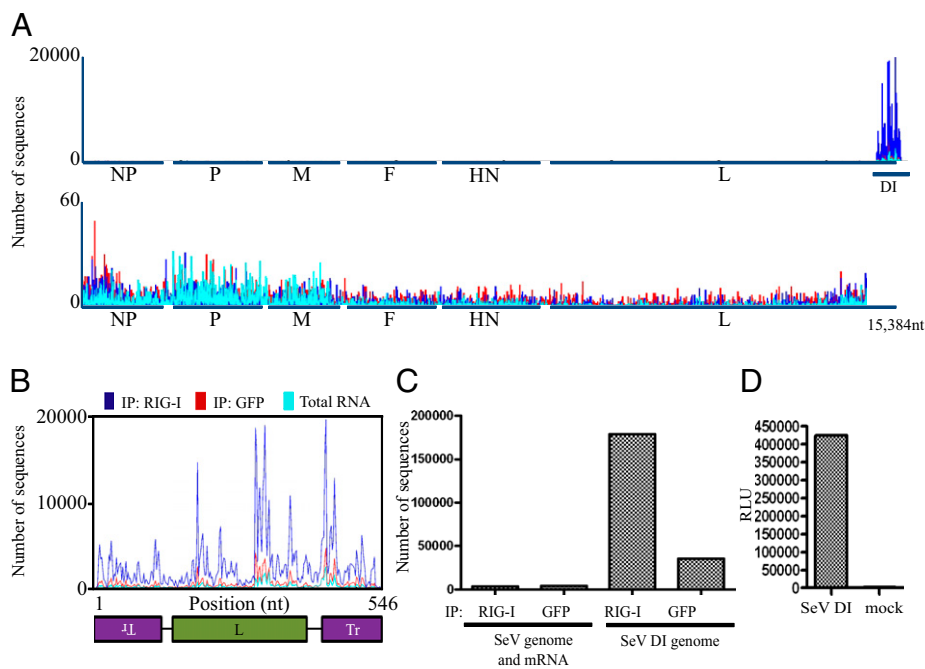 A
20000
0
Number of sequences
NP P M F HN L
DI
60
0
NP P M F HN L
15,384nt
B
IP: RIG-I IP: GFP Total RNA
20000
10000
0
Number of sequences
1 Position (nt) 546
Tr L Tr
C
200000
150000
100000
50000
0
Number of sequences
IP: RIG-I GFP RIG-I GFP
SeV genome
and mRNA
SeV DI genome
D
450000
400000
350000
300000
250000
200000
150000
100000
50000
0
RLU
SeV DI mock